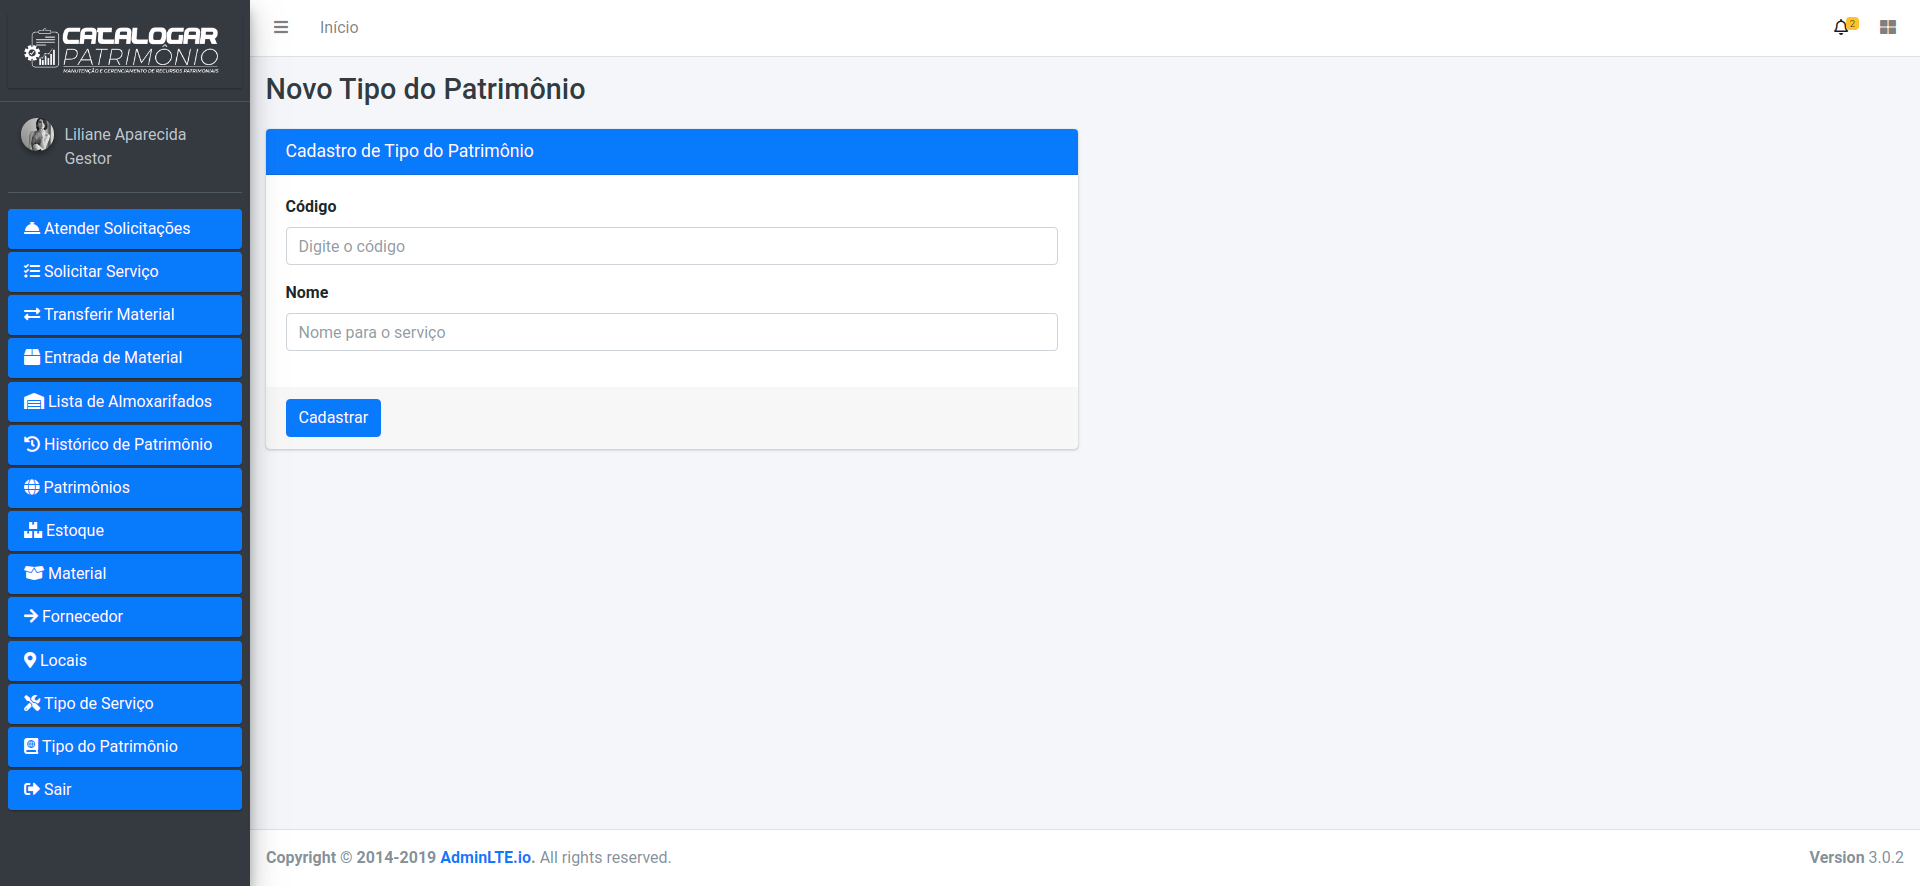 CATALOGAR
PATRIMÔNIO
MANUTENÇÃO E GERENCIAMENTO DE RECURSOS PATRIMONIAIS
Liliane Aparecida
Gestor
Atender Solicitações
Solicitar Serviço
Transferir Material
Entrada de Material
Lista de Almoxarifados
Histórico de Patrimônio
Patrimônios
Estoque
Material
Fornecedor
Locais
Tipo de Serviço
Tipo do Patrimônio
Sair
Início
2
Novo Tipo do Patrimônio
Cadastro de Tipo do Patrimônio
Código
Digite o código
Nome
Nome para o serviço
Cadastrar
Copyright © 2014-2019 AdminLTE.io. All rights reserved.
Version 3.0.2